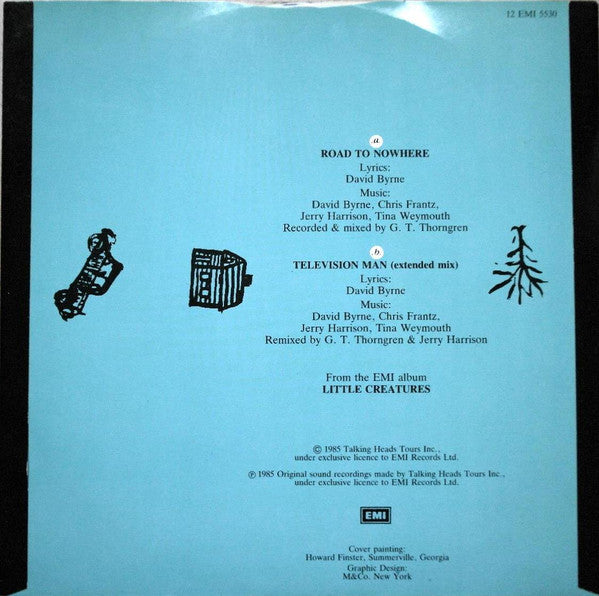 12 EMI 5530
a
ROAD TO NOWHERE
Lyrics:
David Byrne
Music:
David Byrne, Chris Frantz,
Jerry Harrison, Tina Weymouth
Recorded & mixed by G. T. Thorngren
b
TELEVISION MAN (extended mix)
Lyrics:
David Byrne
Music:
David Byrne, Chris Frantz,
Jerry Harrison, Tina Weymouth
Remixed by G. T. Thorngren & Jerry Harrison
From the EMI album
LITTLE CREATURES
© 1985 Talking Heads Tours Inc.,
under exclusive licence to EMI Records Ltd.
℗ 1985 Original sound recordings made by Talking Heads Tours Inc.,
under exclusive licence to EMI Records Ltd.
EMI
Cover painting:
Howard Finster, Summerville, Georgia
Graphic Design:
M&Co. New York